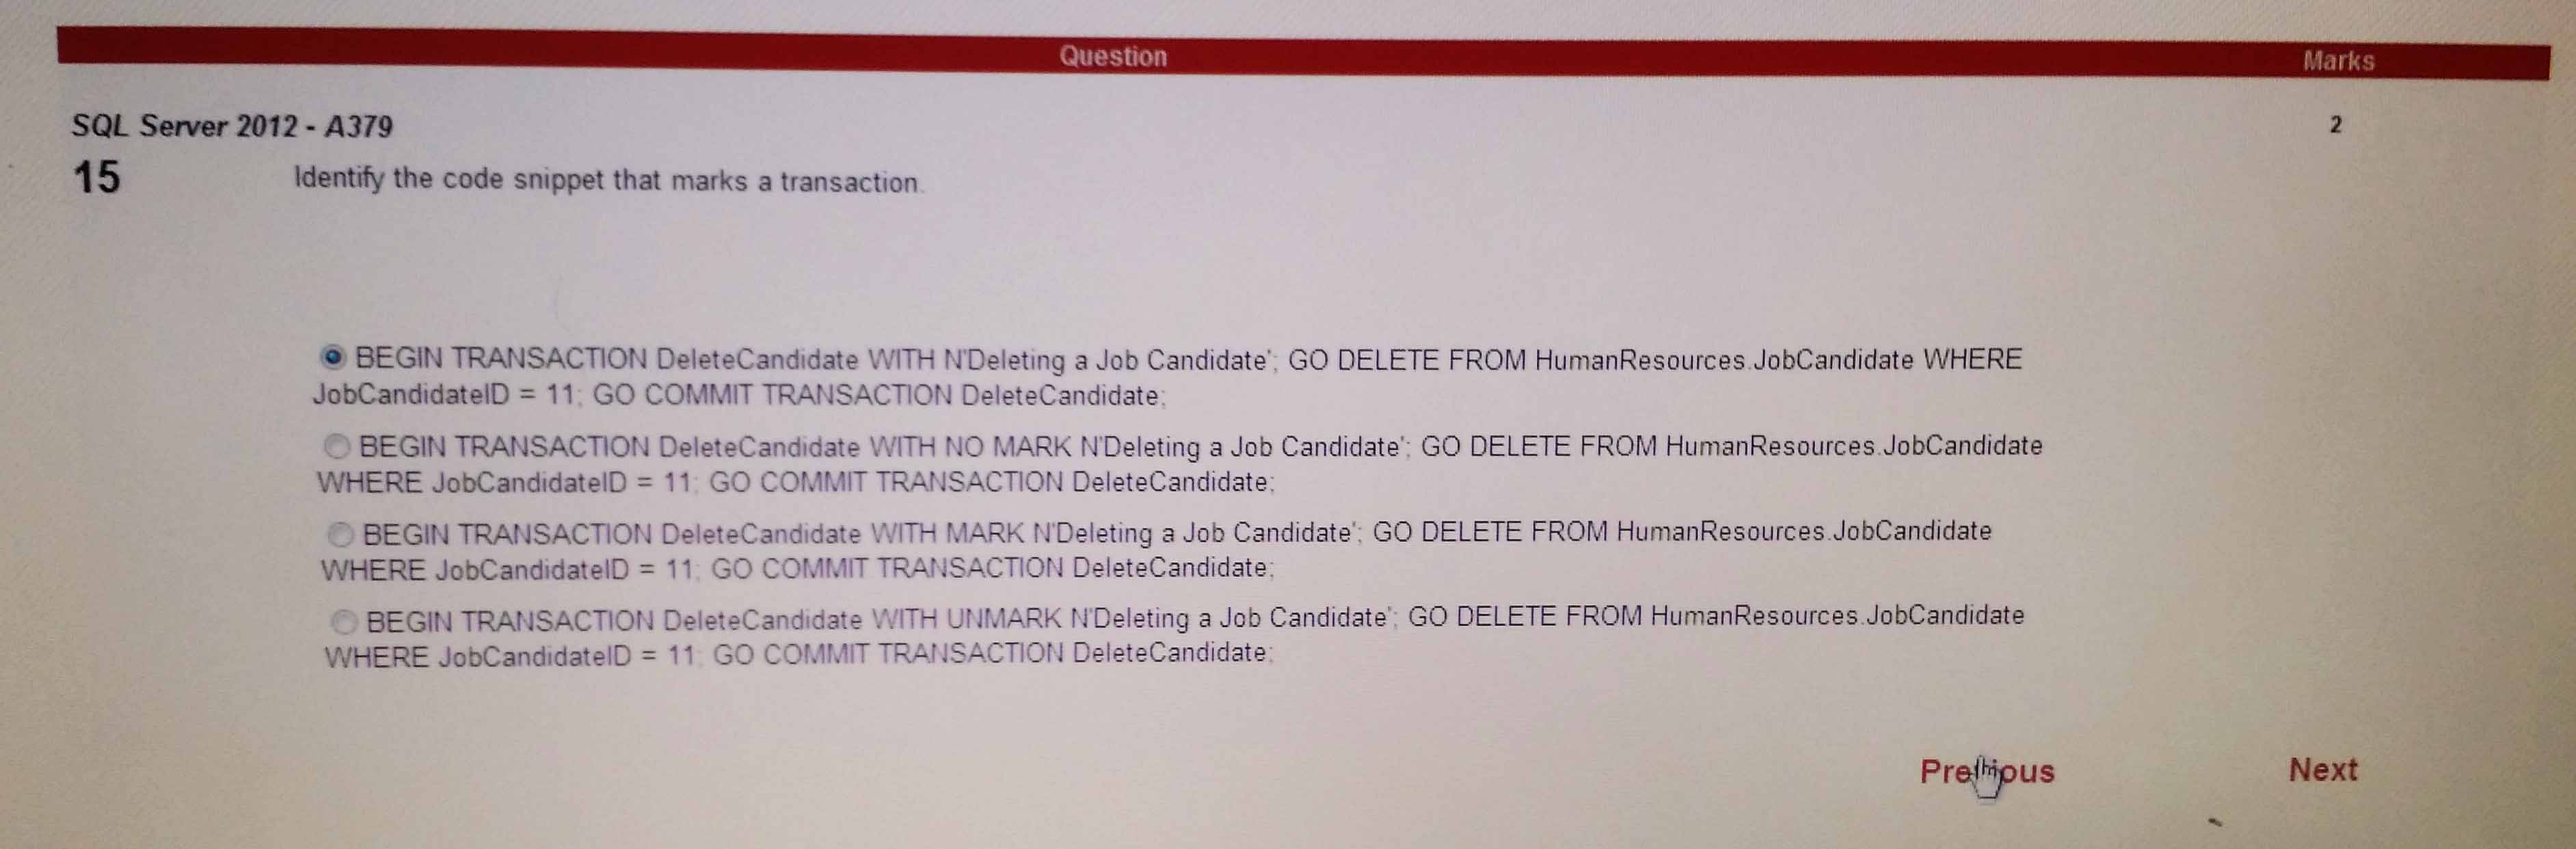 Question Marks
SQL Server 2012 - A379 2
15 Identify the code snippet that marks a transaction.
BEGIN TRANSACTION DeleteCandidate WITH N'Deleting a Job Candidate'; GO DELETE FROM HumanResources.JobCandidate WHERE
JobCandidateID = 11; GO COMMIT TRANSACTION DeleteCandidate;
BEGIN TRANSACTION DeleteCandidate WITH NO MARK N'Deleting a Job Candidate'; GO DELETE FROM HumanResources.JobCandidate
WHERE JobCandidateID = 11; GO COMMIT TRANSACTION DeleteCandidate;
BEGIN TRANSACTION DeleteCandidate WITH MARK N'Deleting a Job Candidate'; GO DELETE FROM HumanResources.JobCandidate
WHERE JobCandidateID = 11; GO COMMIT TRANSACTION DeleteCandidate;
BEGIN TRANSACTION DeleteCandidate WITH UNMARK N'Deleting a Job Candidate'; GO DELETE FROM HumanResources.JobCandidate
WHERE JobCandidateID = 11; GO COMMIT TRANSACTION DeleteCandidate;
Previous Next